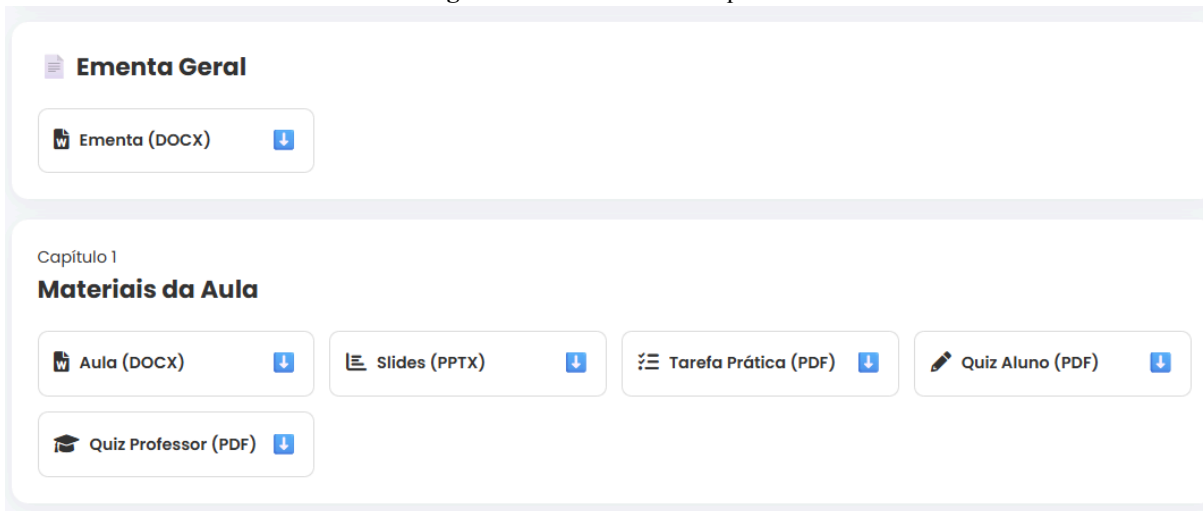 Ementa Geral
Ementa (DOCX)
Capítulo 1
Materiais da Aula
Aula (DOCX)
Slides (PPTX)
Tarefa Prática (PDF)
Quiz Aluno (PDF)
Quiz Professor (PDF)